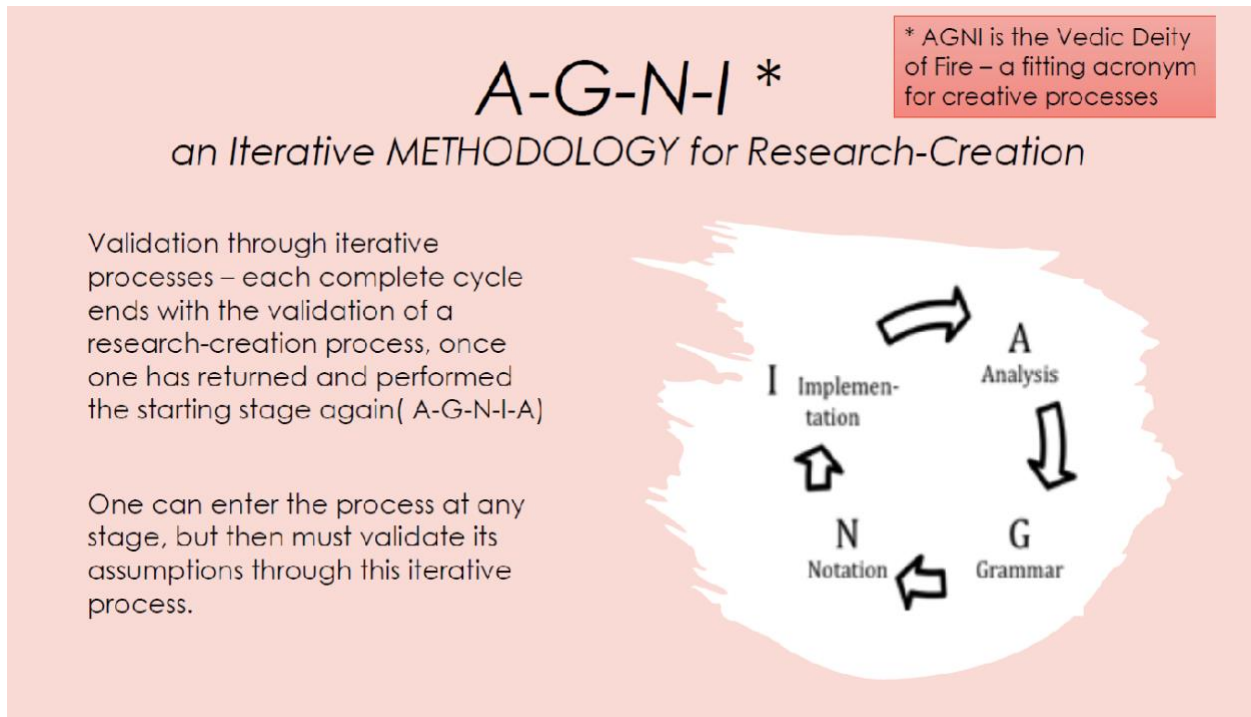 A-G-N-I *
* AGNI is the Vedic Deity
of Fire – a fitting acronym
for creative processes
an Iterative METHODOLOGY for Research-Creation
Validation through iterative
processes – each complete cycle
ends with the validation of a
research-creation process, once
one has returned and performed
the starting stage again( A-G-N-I-A)
One can enter the process at any
stage, but then must validate its
assumptions through this iterative
process.
A
Analysis
G
Grammar
N
Notation
I Implemen-
tation